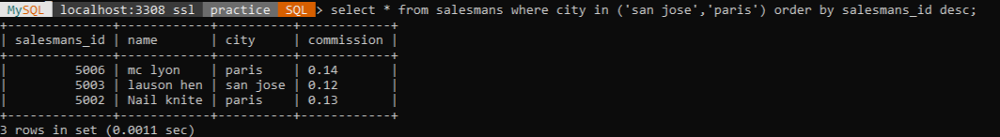 MySQL localhost:3308 ssl practice SQL > select * from salesmans where city in ('san jose','paris') order by salesmans_id desc;
+--------------+------------+----------+------------+
| salesmans_id | name       | city     | commission |
+--------------+------------+----------+------------+
|         5006 | mc lyon    | paris    | 0.14       |
|         5003 | lauson hen | san jose | 0.12       |
|         5002 | Nail knite | paris    | 0.13       |
+--------------+------------+----------+------------+
3 rows in set (0.0011 sec)